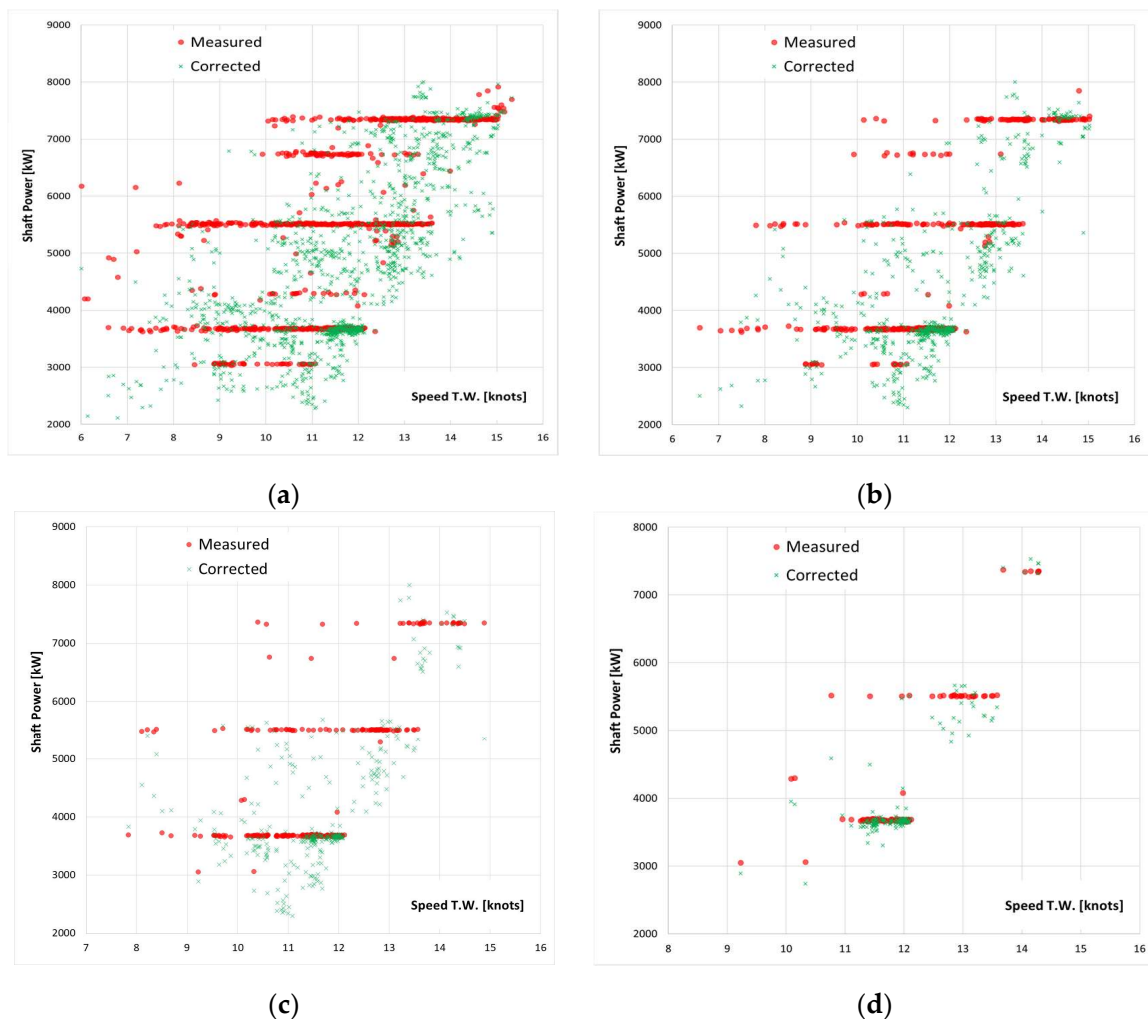 9000
8000
7000
6000
5000
4000
3000
2000
Shaft Power [kW]
Measured
Corrected
Speed T.W. [knots]
6 7 8 9 10 11 12 13 14 15 16
(a)
9000
8000
7000
6000
5000
4000
3000
2000
Shaft Power [kW]
Measured
Corrected
Speed T.W. [knots]
6 7 8 9 10 11 12 13 14 15 16
(b)
9000
8000
7000
6000
5000
4000
3000
2000
Shaft Power [kW]
Measured
Corrected
Speed T.W. [knots]
7 8 9 10 11 12 13 14 15 16
(c)
8000
7000
6000
5000
4000
3000
2000
Shaft Power [kW]
Measured
Corrected
Speed T.W. [knots]
8 9 10 11 12 13 14 15 16
(d)